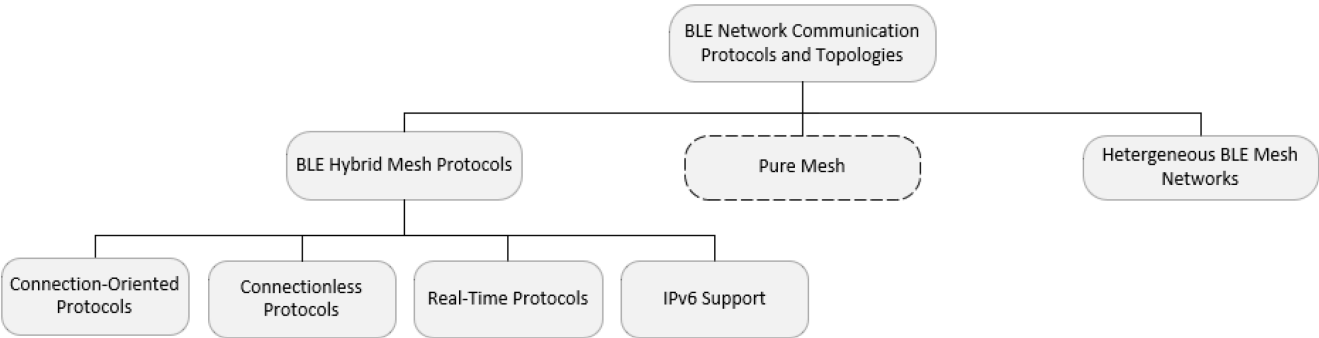 BLE Network Communication
Protocols and Topologies
BLE Hybrid Mesh Protocols
Pure Mesh
Hetergeneous BLE Mesh
Networks
Connection-Oriented
Protocols
Connectionless
Protocols
Real-Time Protocols
IPv6 Support